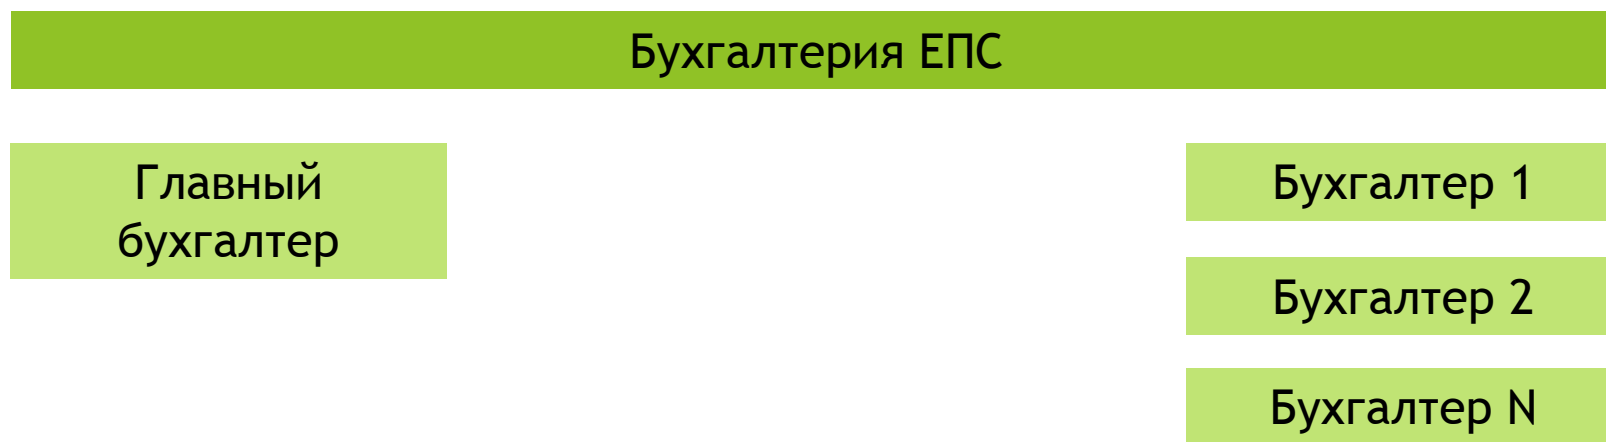 Бухгалтерия ЕПС
Главный
бухгалтер
Бухгалтер 1
Бухгалтер 2
Бухгалтер N